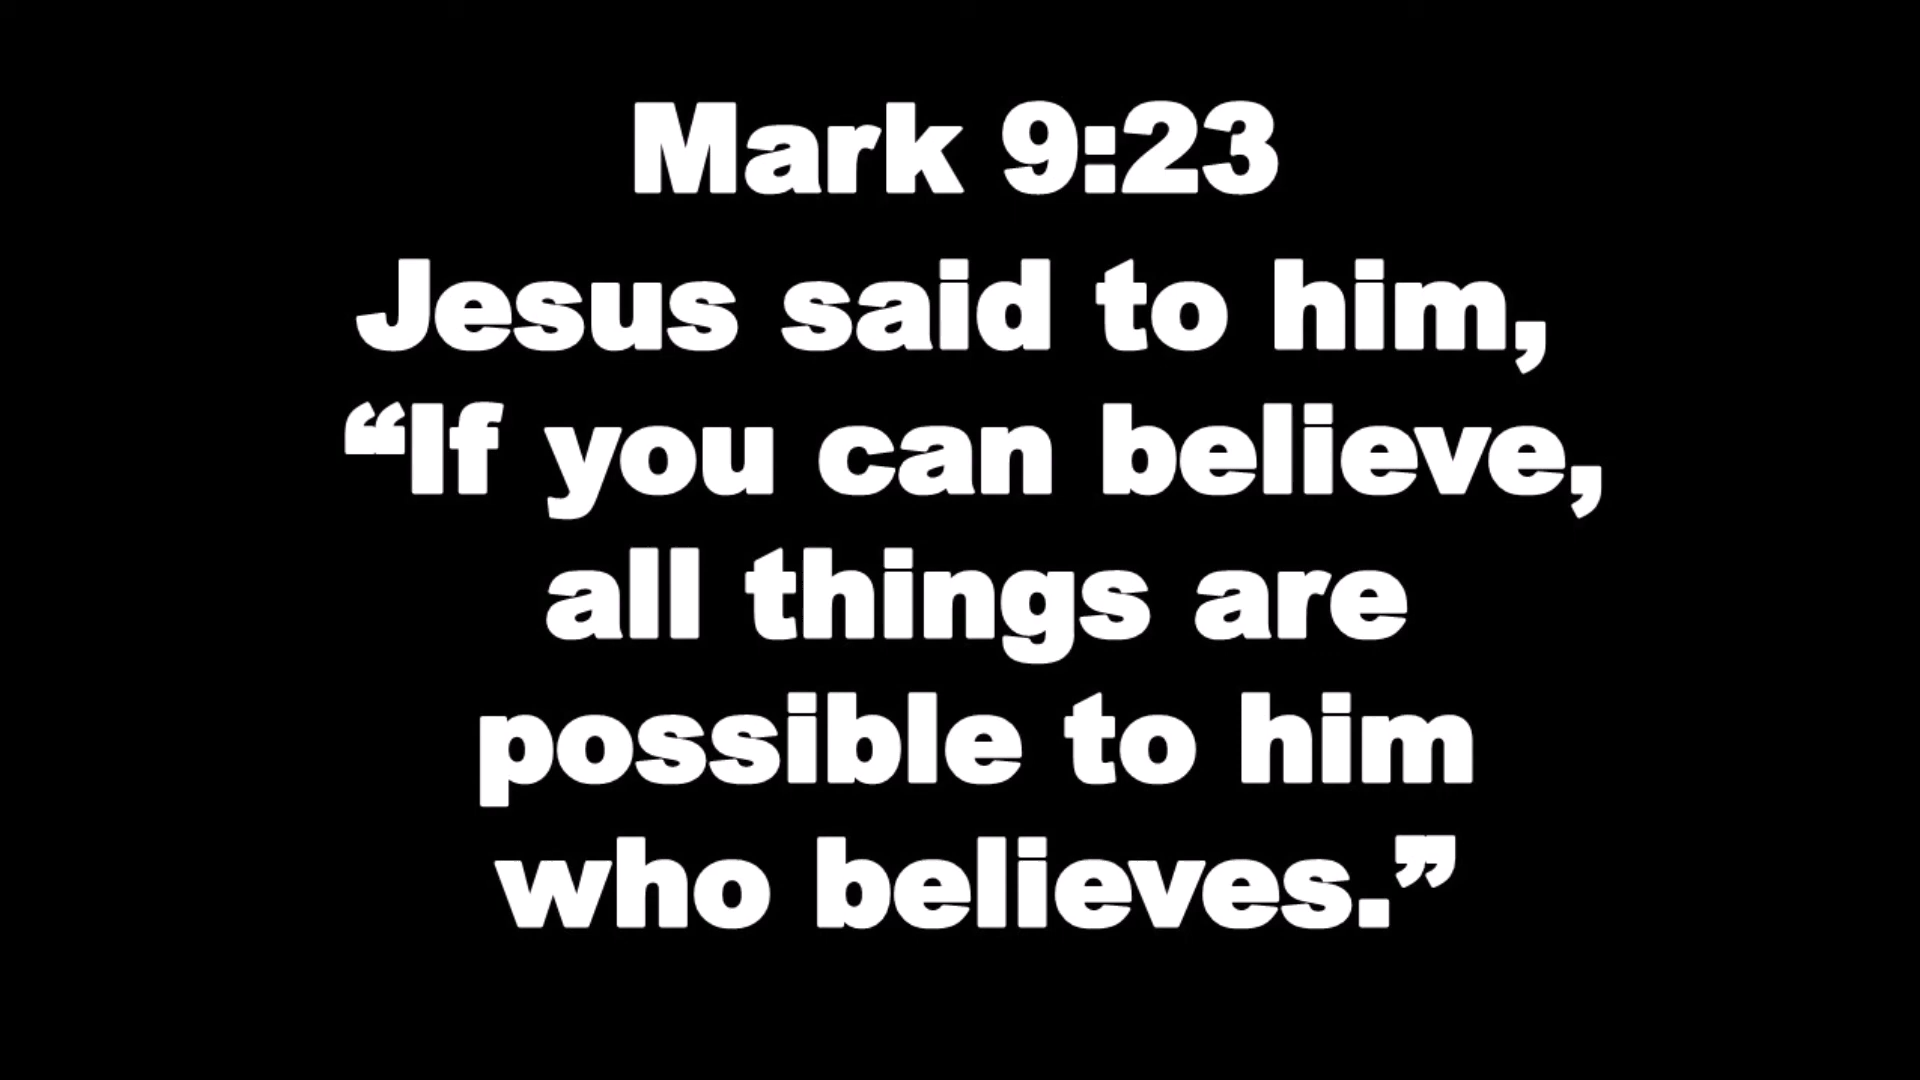 Mark 9:23
Jesus said to him,
“If you can believe,
all things are
possible to him
who believes.”